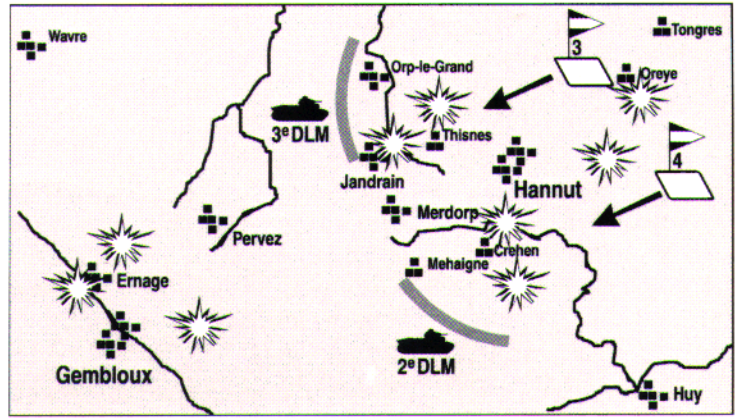 Wavre
3
Tongres
Orp-le-Grand
Oreye
3e DLM
Thisnes
4
Jandrain
Hannut
Merdorp
Pervez
Crehen
Mehaigne
Ernage
2e DLM
Gembloux
Huy